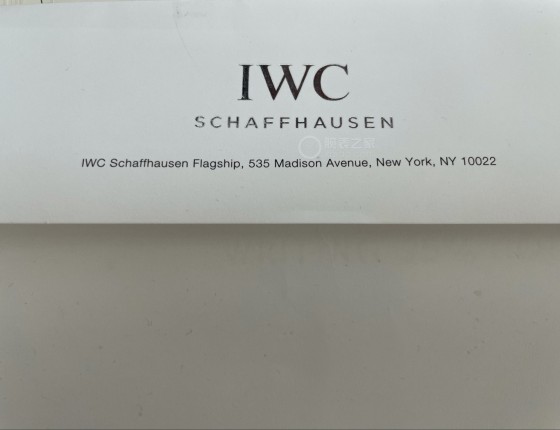 IWC
SCHAFFHAUSEN
IWC Schaffhausen Flagship, 535 Madison Avenue, New York, NY 10022